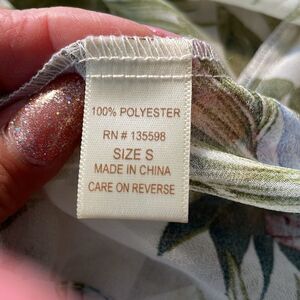 100% POLYESTER
RN # 135598
SIZE S
MADE IN CHINA
CARE ON REVERSE